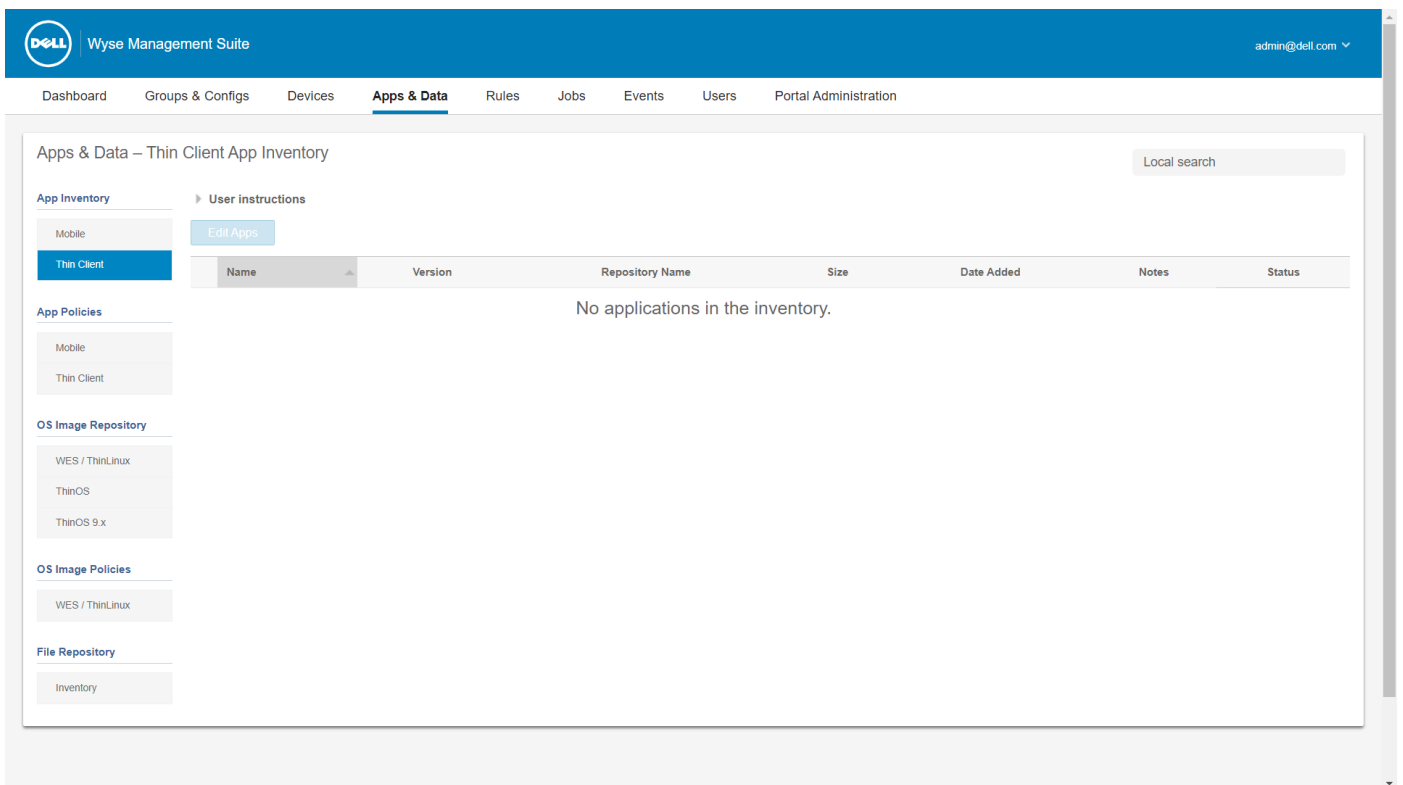 DELL
Wyse Management Suite
admin@dell.com
Dashboard Groups & Configs Devices Apps & Data Rules Jobs Events Users Portal Administration
Apps & Data – Thin Client App Inventory
Local search
App Inventory
User instructions
Mobile
Edit Apps
Thin Client
Name Version Repository Name Size Date Added Notes Status
No applications in the inventory.
App Policies
Mobile
Thin Client
OS Image Repository
WES / ThinLinux
ThinOS
ThinOS 9.x
OS Image Policies
WES / ThinLinux
File Repository
Inventory